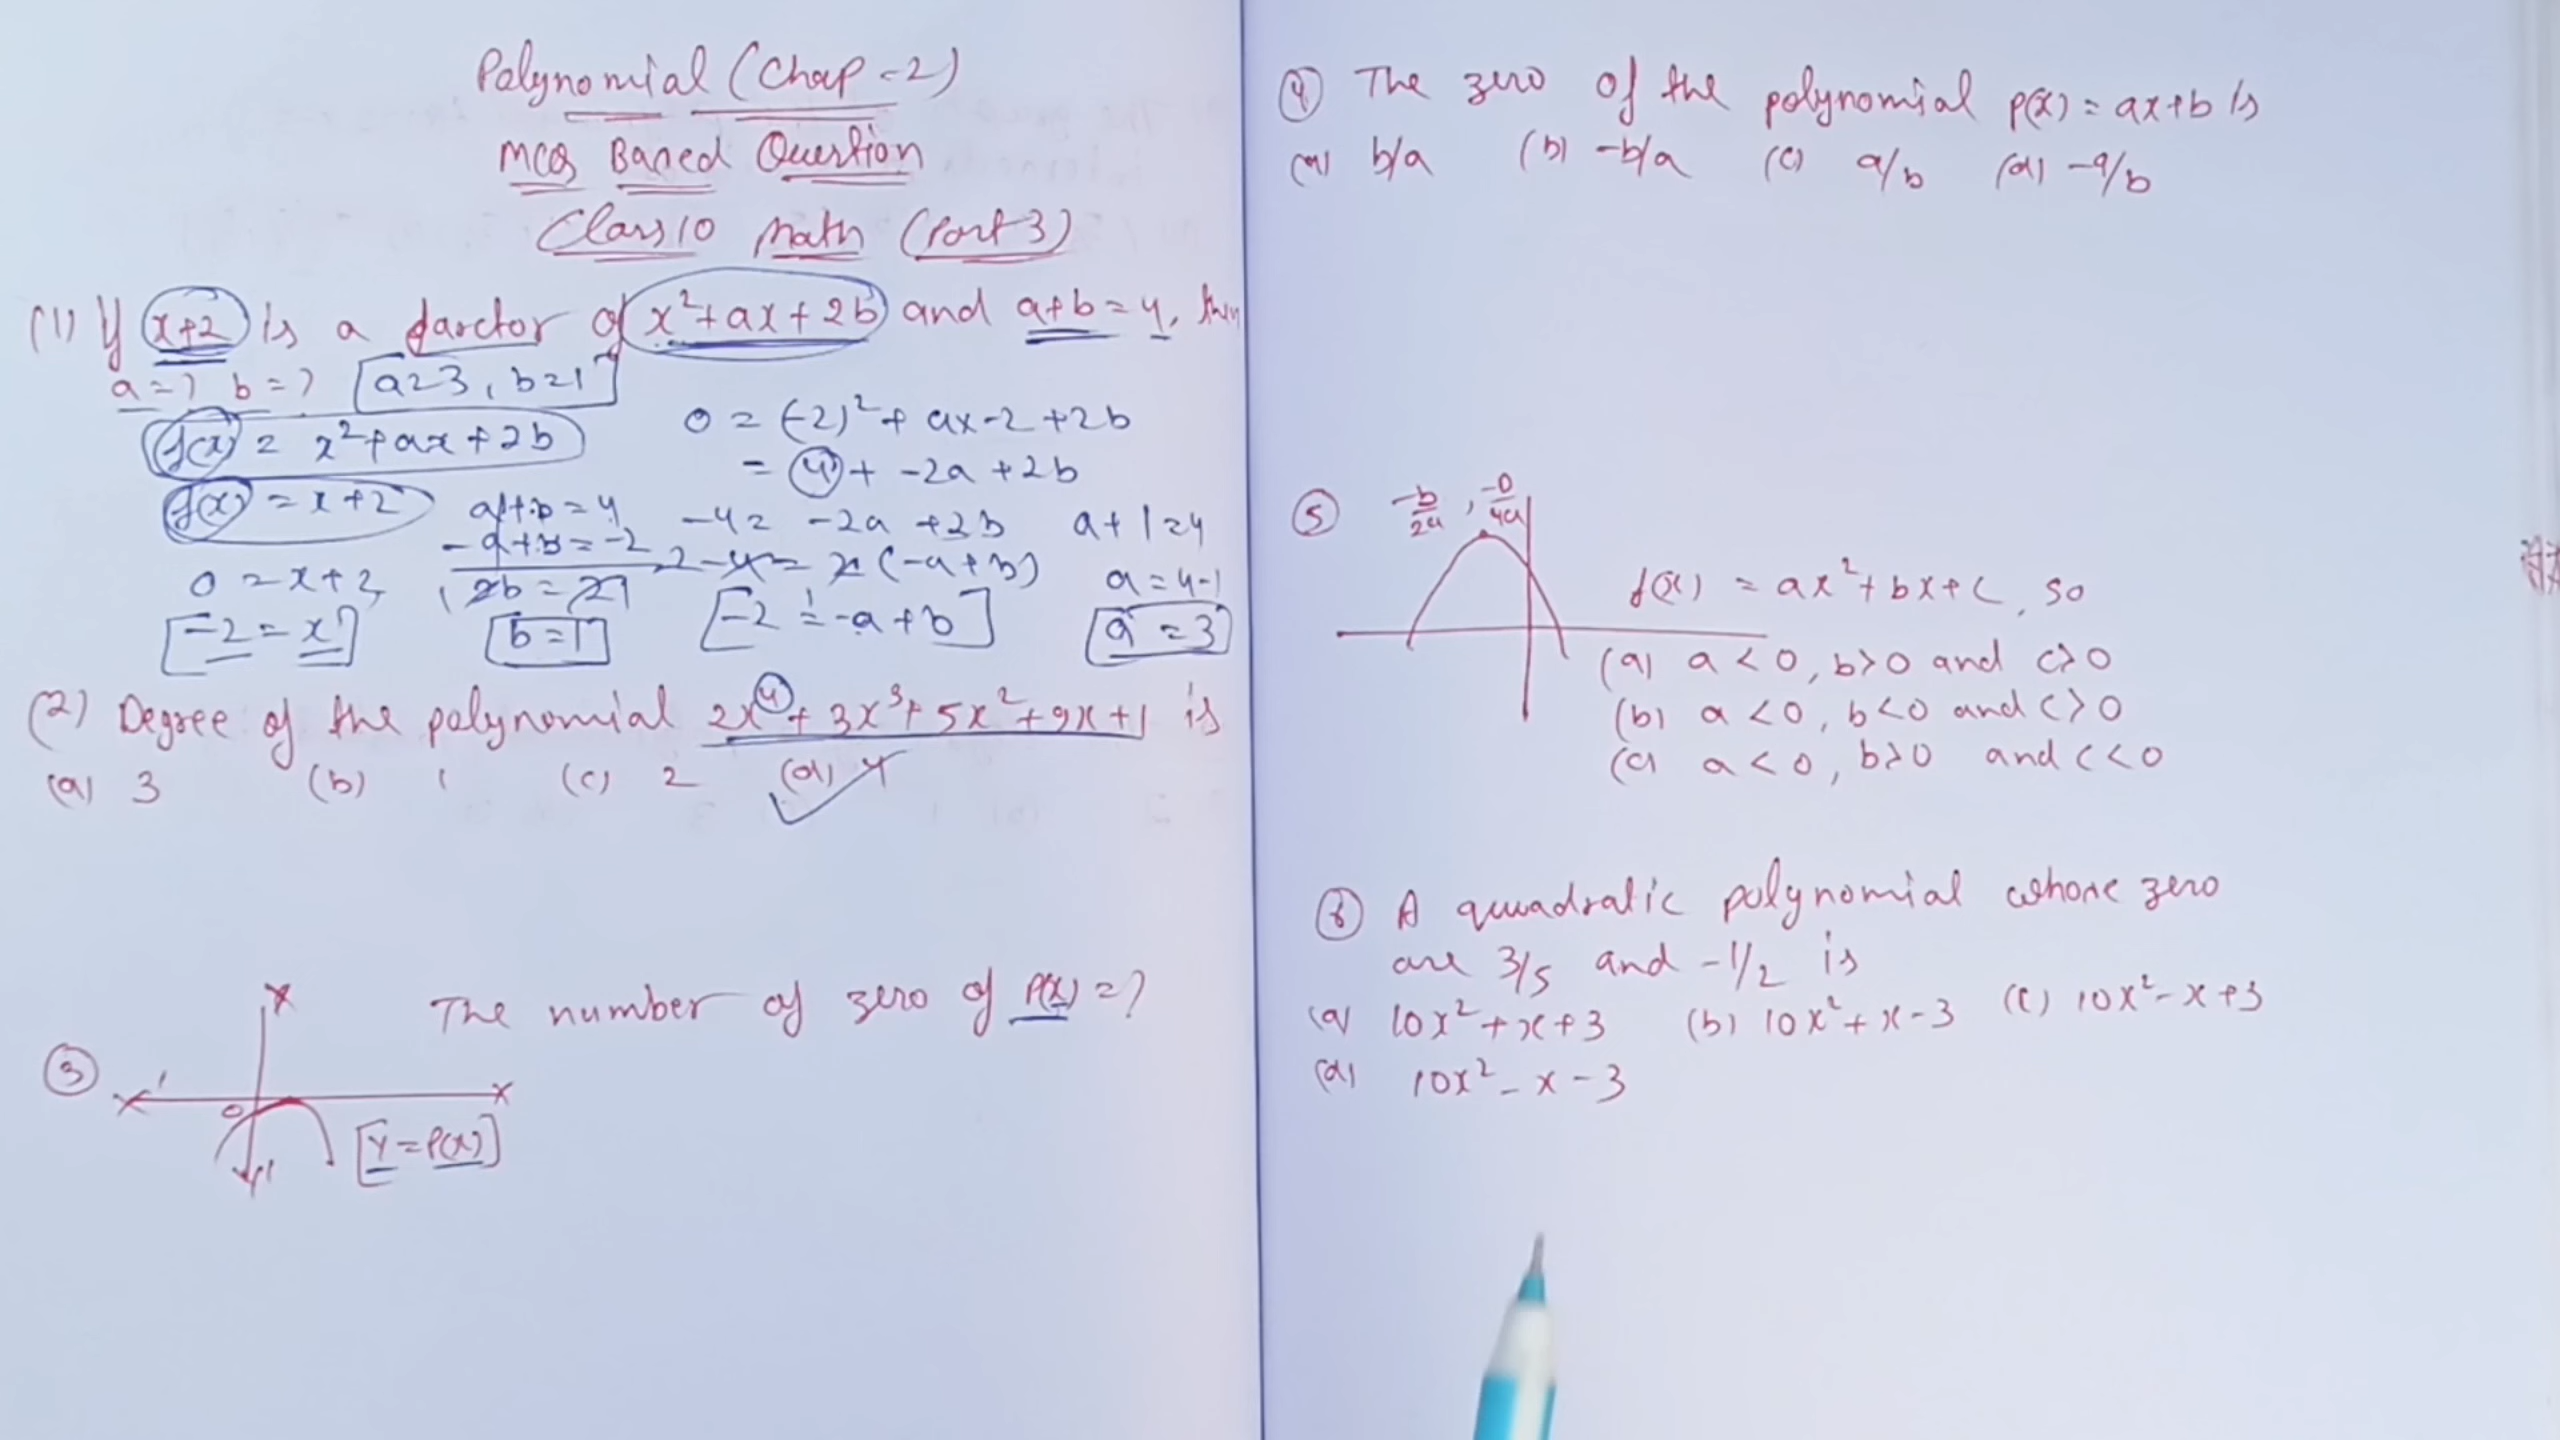 Polynomial (Chap-2)
MCQ Based Question
Class 10 Math (Part 3)
(1) If x+2 is a farctor of x²+ax+2b and a+b=4, then
a=? b=? a=3, b=1
f(x) = x²+ax+2b
f(x) = x+2
0 = x+2
-2 = x
a+b=4
-a+b=-2
2b=2
b=1
0 = (-2)²+ ax-2+2b
= 4+ -2a+2b
-4= -2a+2b
-4= 2(-a+b)
-2 = -a+b
a+1=4
a=4-1
a=3
(2) Degree of the polynomial 2x⁴+3x³+5x²+9x+1 is
(a) 3 (b) 1 (c) 2 (d) 4
(3) The number of zero of P(x)=?
X
X' X
O
Y'
Y=P(x)
(4) The zero of the polynomial p(x)=ax+b is
(a) b/a (b) -b/a (c) a/b (d) -a/b
(5) -b/2a, -D/4a
f(x) = ax²+bx+c, so
(a) a<0, b>0 and c>0
(b) a<0, b<0 and c>0
(c) a<0, b>0 and c<0
(6) A quadratic polynomial whose zero
are 3/5 and -1/2 is
(a) 10x²+x+3 (b) 10x²+x-3 (c) 10x²-x+3
(d) 10x²-x-3